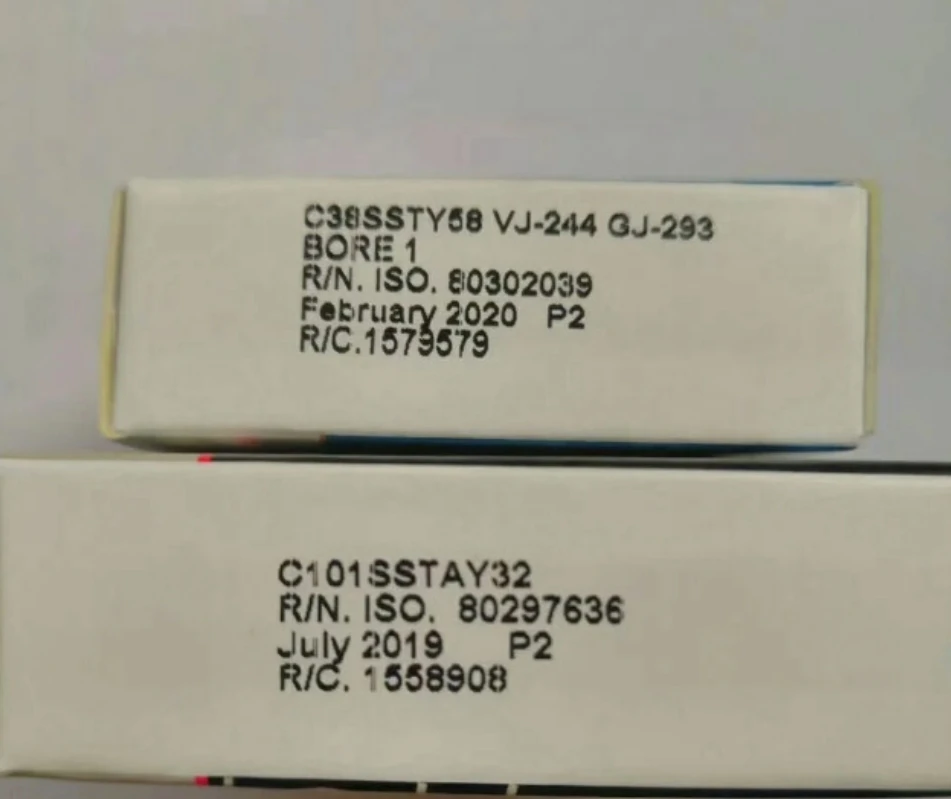 C38SSTY58 VJ-244 GJ-293
BORE 1
R/N. ISO. 80302039
February 2020 P2
R/C.1579579
C101SSTAY32
R/N. ISO. 80297636
July 2019 P2
R/C. 1558908